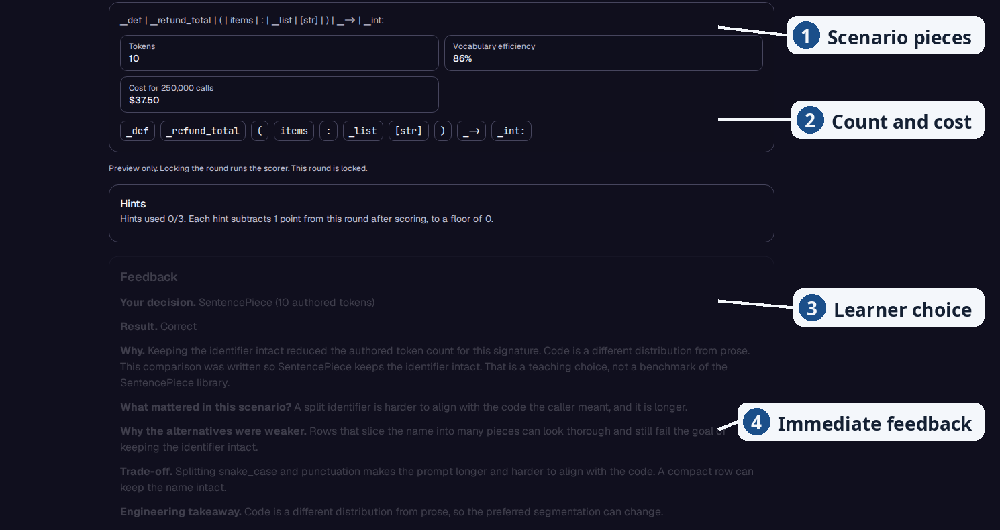 ▁def | ▁refund_total | ( | items | : | ▁list | [str] | ) | ▁-> | ▁int:
1 Scenario pieces
Tokens
10
Vocabulary efficiency
86%
Cost for 250,000 calls
$37.50
2 Count and cost
▁def ▁refund_total ( items : ▁list [str] ) ▁-> ▁int:
Preview only. Locking the round runs the scorer. This round is locked.
Hints
Hints used 0/3. Each hint subtracts 1 point from this round after scoring, to a floor of 0.
Feedback
Your decision. SentencePiece (10 authored tokens)
3 Learner choice
Result. Correct
Why. Keeping the identifier intact reduced the authored token count for this signature. Code is a different distribution from prose.
This comparison was written so SentencePiece keeps the identifier intact. That is a teaching choice, not a benchmark of the
SentencePiece library.
What mattered in this scenario? A split identifier is harder to align with the code the caller meant, and it is longer.
4 Immediate feedback
Why the alternatives were weaker. Rows that slice the name into many pieces can look thorough and still fail the goal of
keeping the identifier intact.
Trade-off. Splitting snake_case and punctuation makes the prompt longer and harder to align with the code. A compact row can
keep the name intact.
Engineering takeaway. Code is a different distribution from prose, so the preferred segmentation can change.